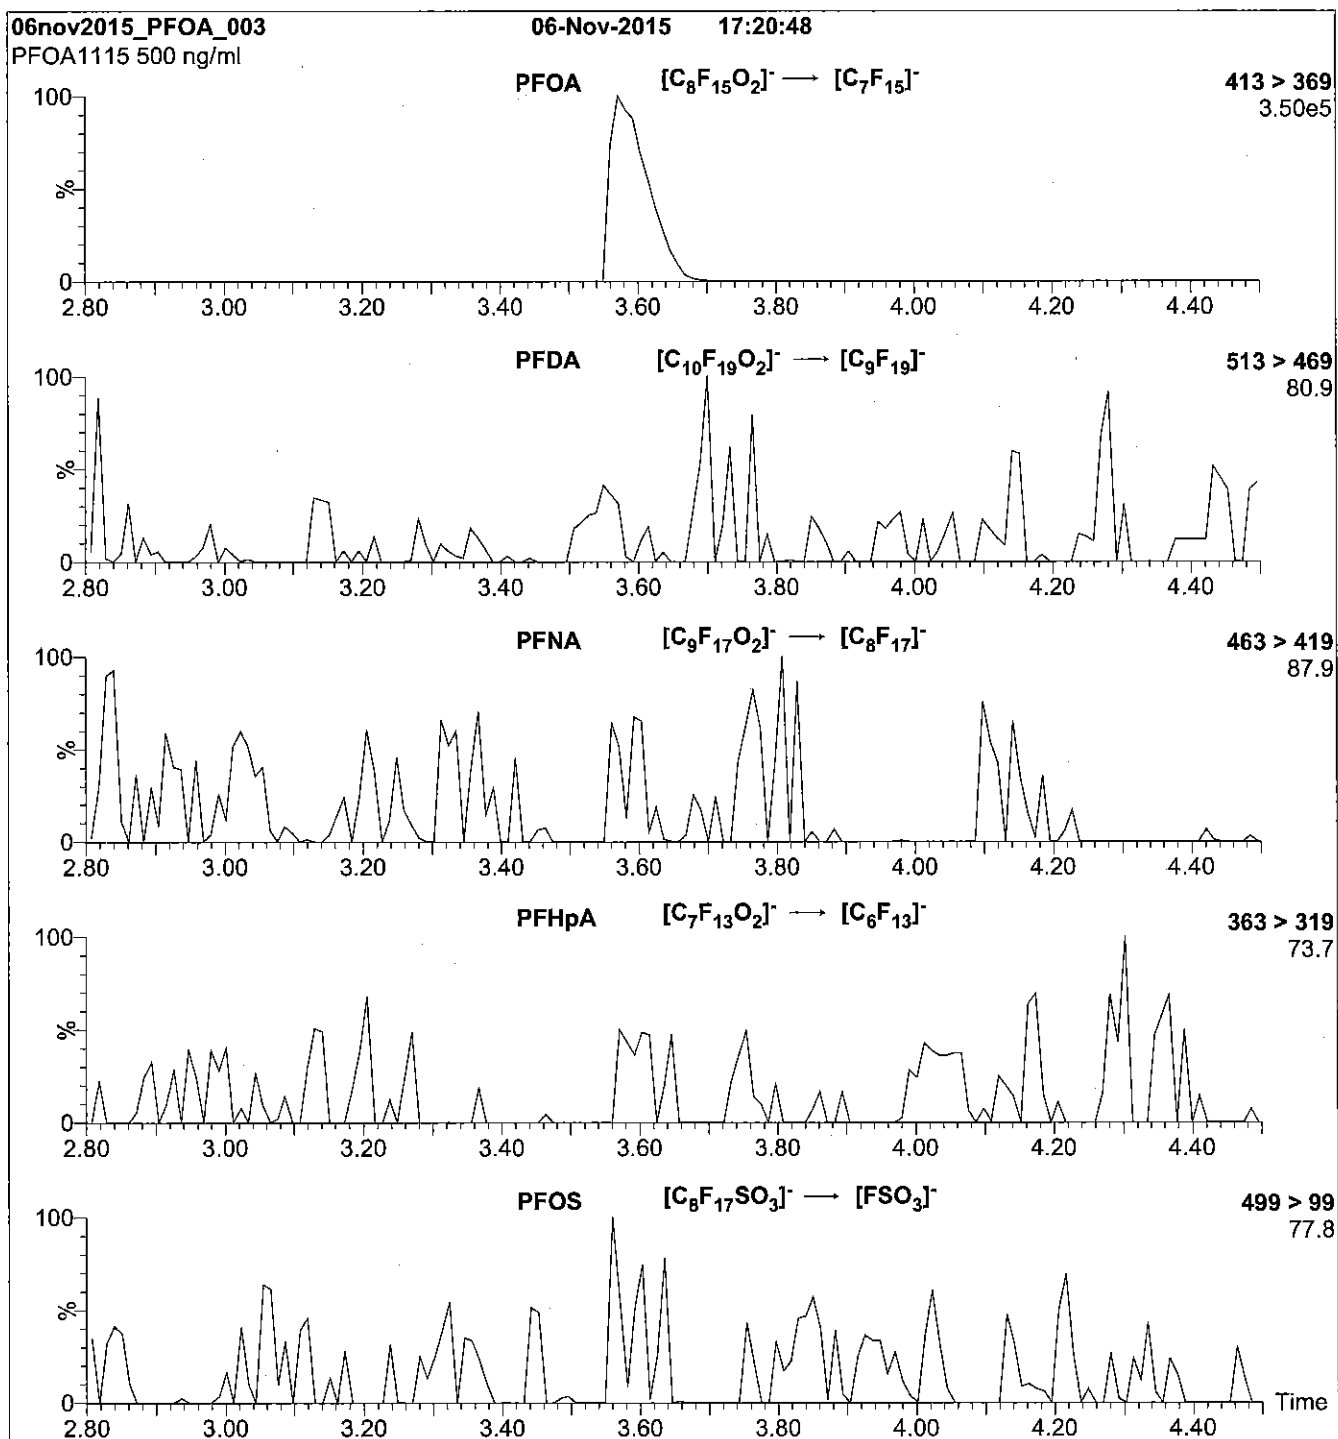 06nov2015_PFOA_003 06-Nov-2015 17:20:48
PFOA1115 500 ng/ml
PFOA [C₈F₁₅O₂]⁻ → [C₇F₁₅]⁻ 413 > 369
3.50e5
100
%
0
2.80 3.00 3.20 3.40 3.60 3.80 4.00 4.20 4.40
PFDA [C₁₀F₁₉O₂]⁻ → [C₉F₁₉]⁻ 513 > 469
80.9
100
%
0
2.80 3.00 3.20 3.40 3.60 3.80 4.00 4.20 4.40
PFNA [C₉F₁₇O₂]⁻ → [C₈F₁₇]⁻ 463 > 419
87.9
100
%
0
2.80 3.00 3.20 3.40 3.60 3.80 4.00 4.20 4.40
PFHpA [C₇F₁₃O₂]⁻ → [C₆F₁₃]⁻ 363 > 319
73.7
100
%
0
2.80 3.00 3.20 3.40 3.60 3.80 4.00 4.20 4.40
PFOS [C₈F₁₇SO₃]⁻ → [FSO₃]⁻ 499 > 99
77.8
100
%
0
Time
2.80 3.00 3.20 3.40 3.60 3.80 4.00 4.20 4.40